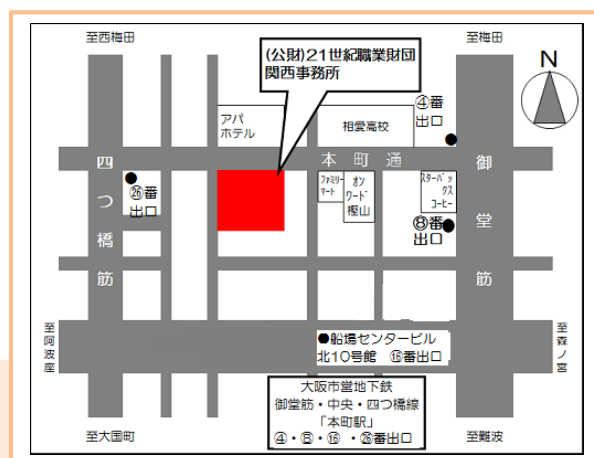 至西梅田
至梅田
(公財)21世紀職業財団
関西事務所
N
アパ
ホテル
相愛高校
④番
出口
本町通
四つ橋筋
御堂筋
㉖番
出口
ファミリー
マート
オン
ワード
樫山
スターバッ
クス
コーヒー
⑧番
出口
至阿波座
至森ノ宮
●船場センタービル
北10号館 ⑯番出口
大阪市営地下鉄
御堂筋・中央・四つ橋線
「本町駅」
④・⑧・⑯・㉖番出口
至大国町
至難波